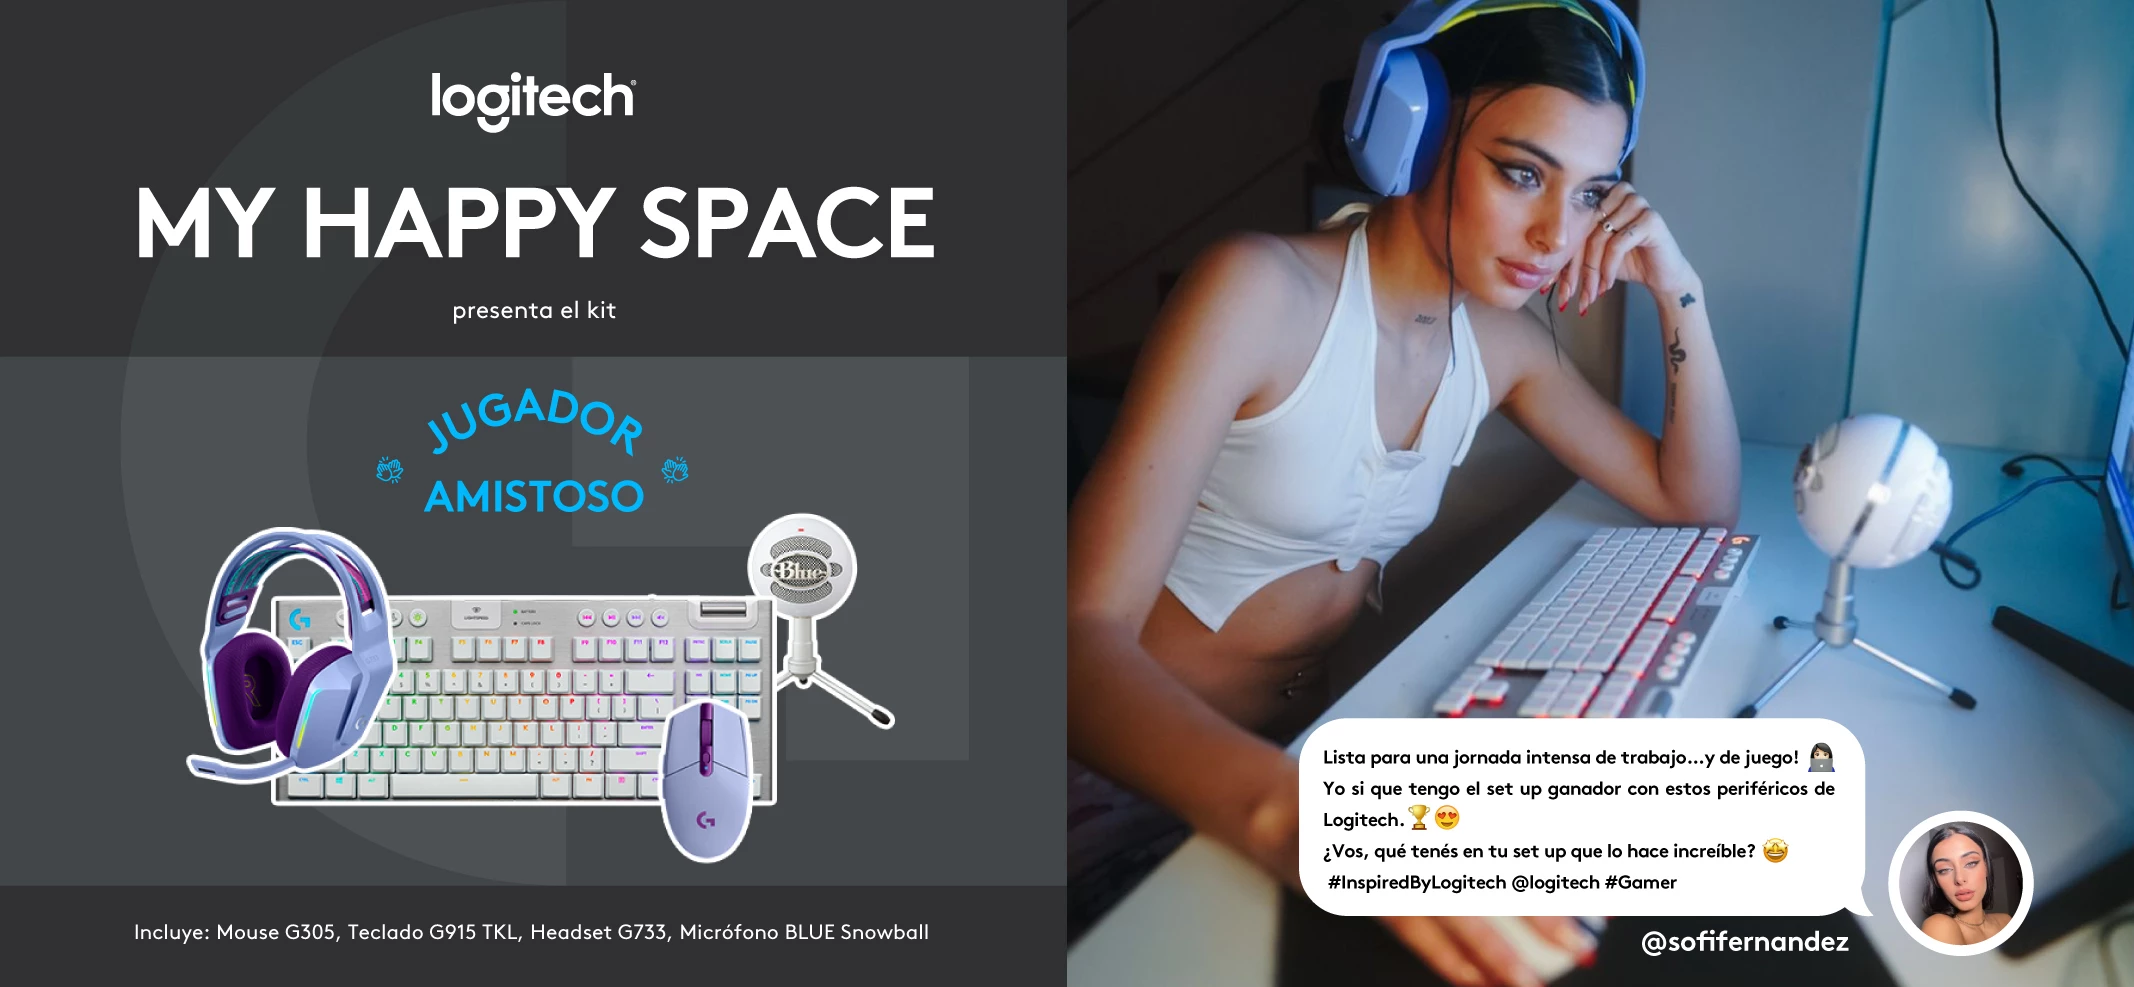 logitech
MY HAPPY SPACE
presenta el kit
JUGADOR
AMISTOSO
Blue
Incluye: Mouse G305, Teclado G915 TKL, Headset G733, Micrófono BLUE Snowball
Lista para una jornada intensa de trabajo...y de juego! 👩🏻‍💻
Yo si que tengo el set up ganador con estos periféricos de
Logitech.🏆😍
¿Vos, qué tenés en tu set up que lo hace increíble? 🤩
#InspiredByLogitech @logitech #Gamer
@sofifernandez